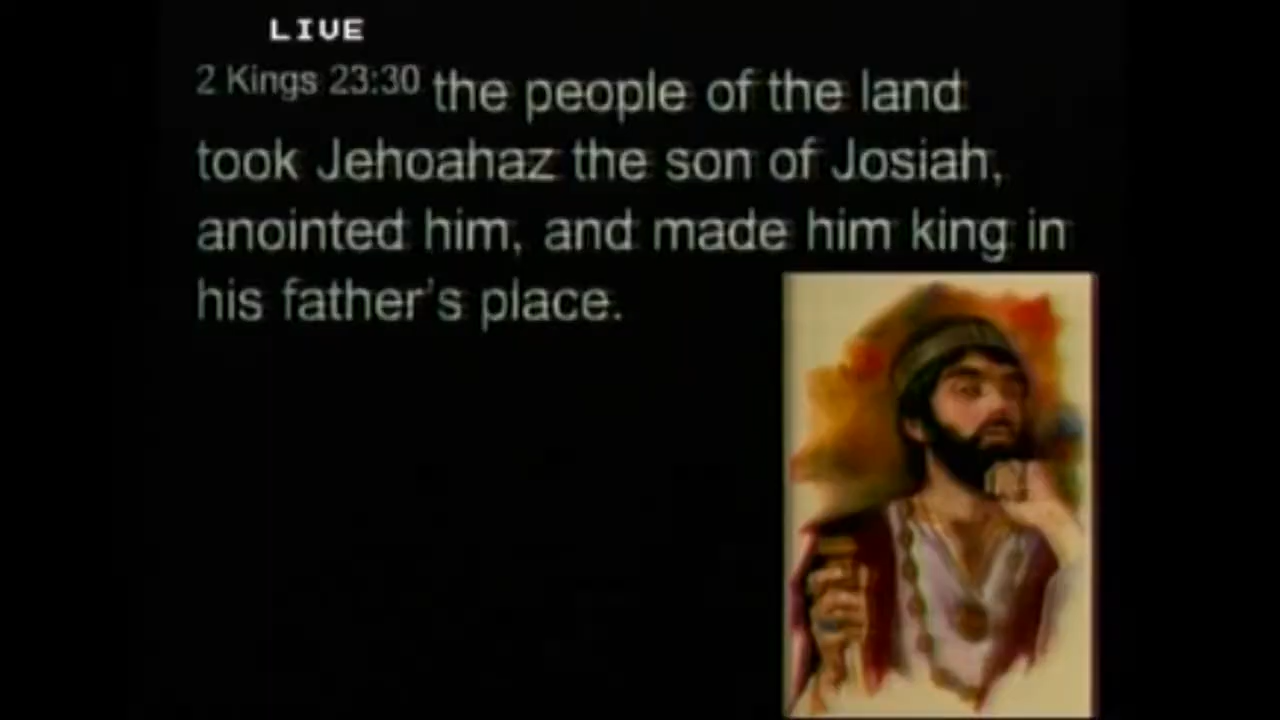 LIVE
2 Kings 23:30 the people of the land
took Jehoahaz the son of Josiah,
anointed him, and made him king in
his father’s place.